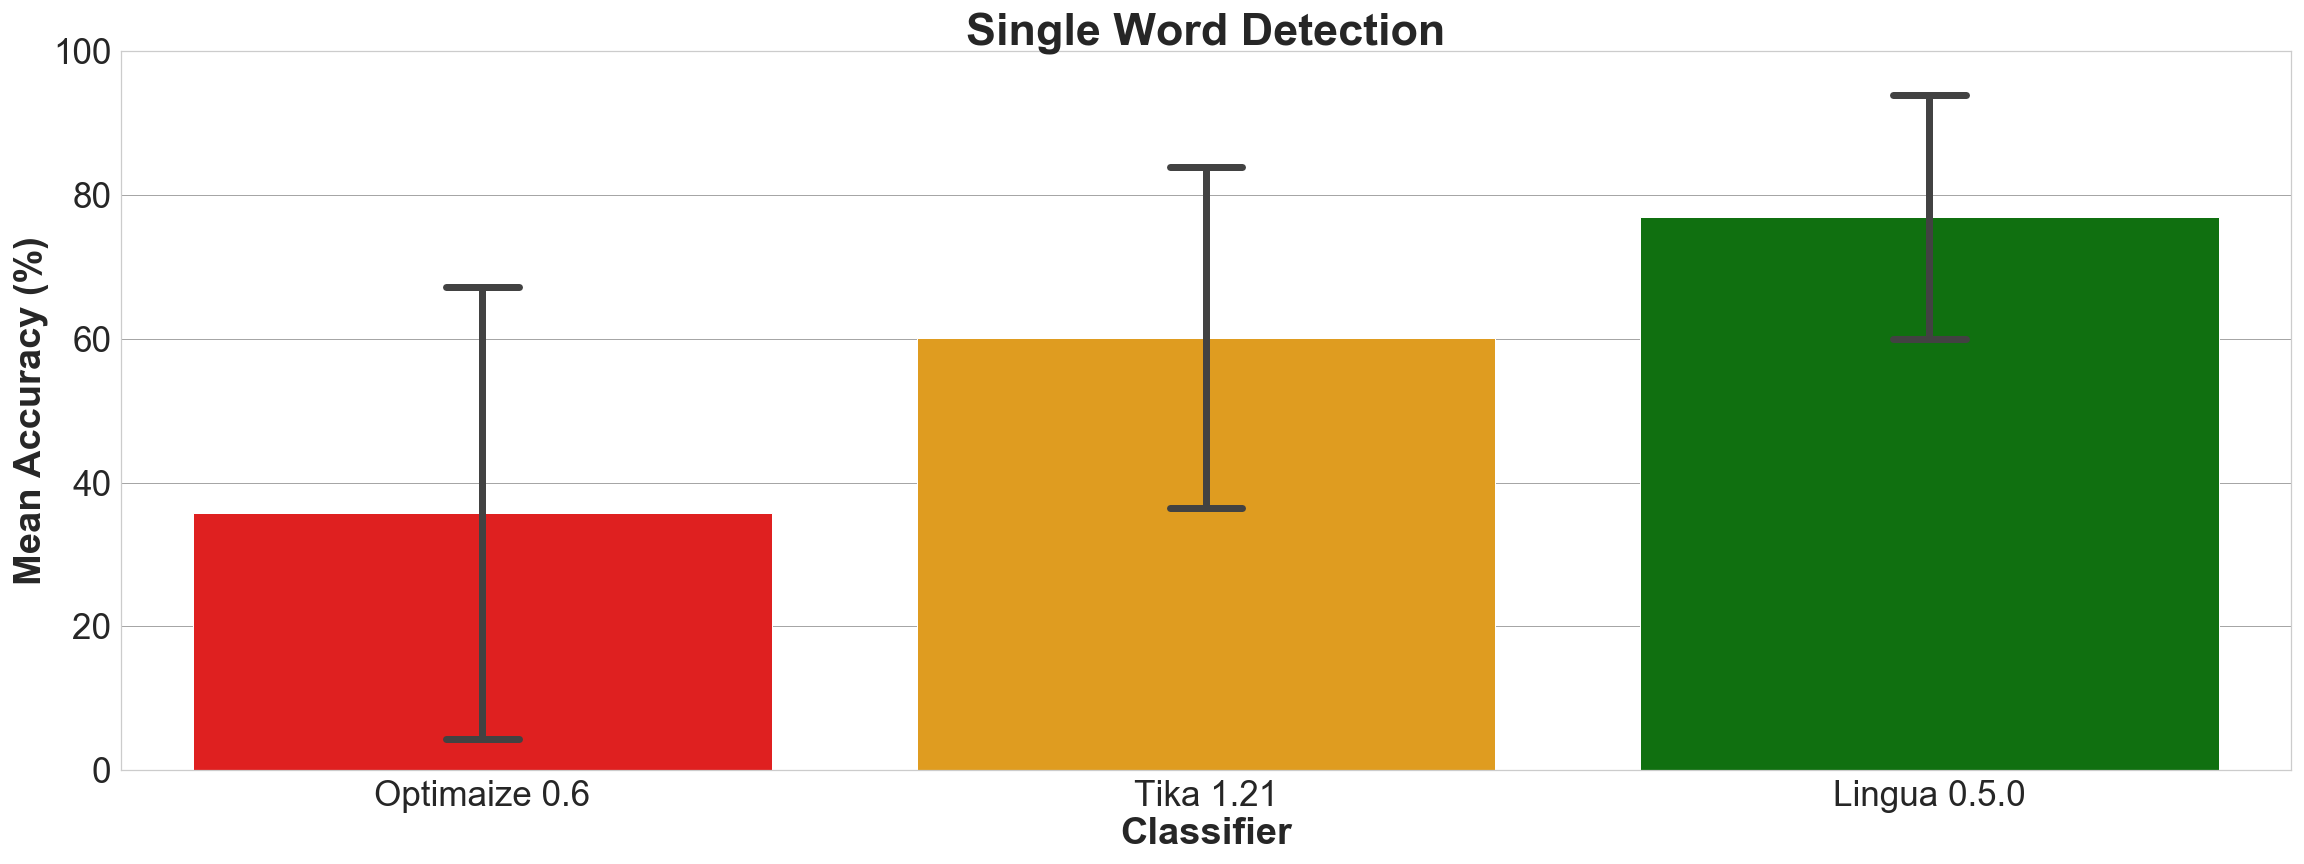 Single Word Detection
Mean Accuracy (%)
100
80
60
40
20
0
Optimaize 0.6 Tika 1.21 Lingua 0.5.0
Classifier